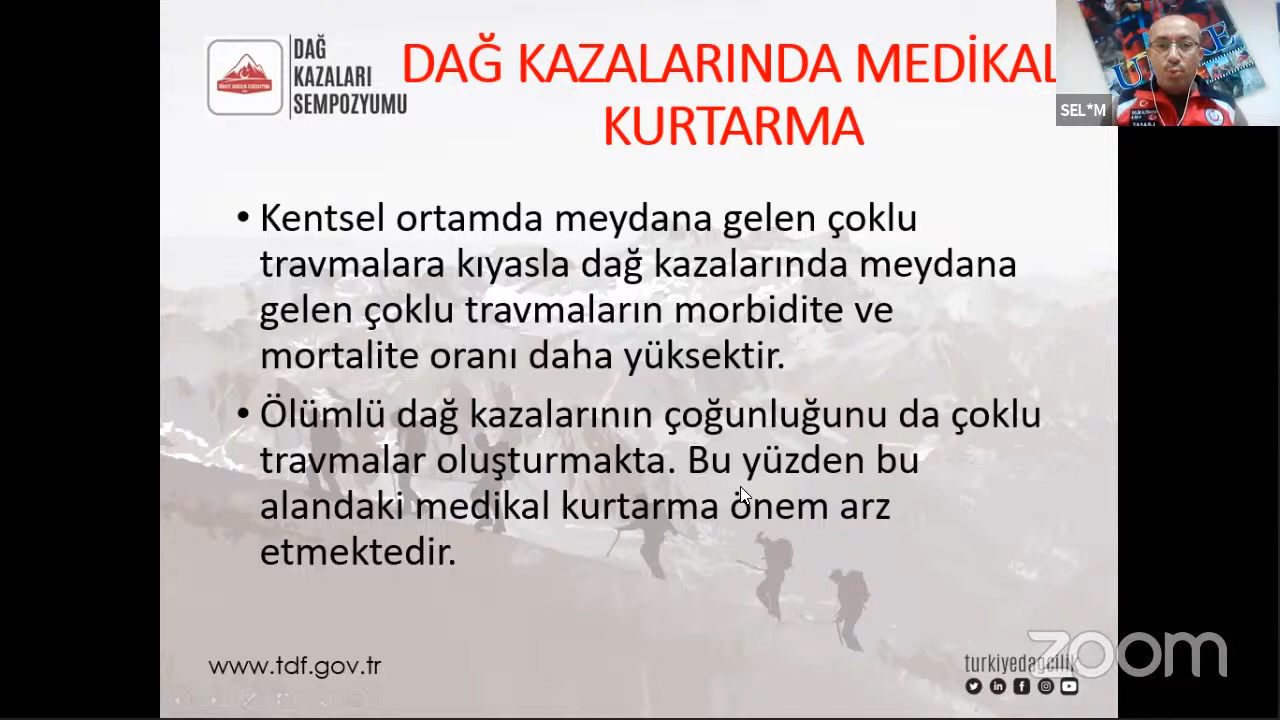 DAĞ
KAZALARI
SEMPOZYUMU
DAĞ KAZALARINDA MEDİKAL
KURTARMA
SEL*M
• Kentsel ortamda meydana gelen çoklu
travmalara kıyasla dağ kazalarında meydana
gelen çoklu travmaların morbidite ve
mortalite oranı daha yüksektir.
• Ölümlü dağ kazalarının çoğunluğunu da çoklu
travmalar oluşturmakta. Bu yüzden bu
alandaki medikal kurtarma önem arz
etmektedir.
www.tdf.gov.tr
turkiyedagcilik
zoom